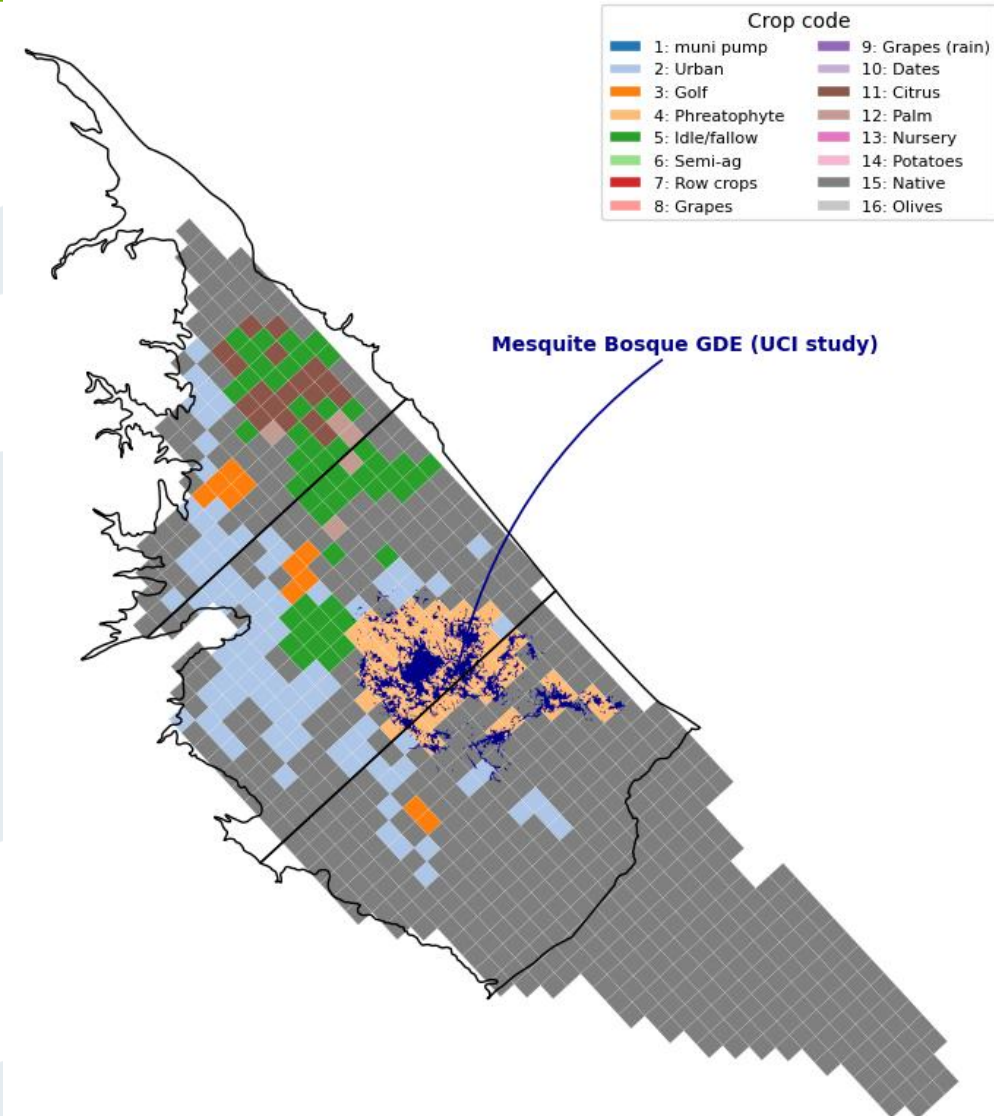 Crop code
1: muni pump
2: Urban
3: Golf
4: Phreatophyte
5: Idle/fallow
6: Semi-ag
7: Row crops
8: Grapes
9: Grapes (rain)
10: Dates
11: Citrus
12: Palm
13: Nursery
14: Potatoes
15: Native
16: Olives
Mesquite Bosque GDE (UCI study)